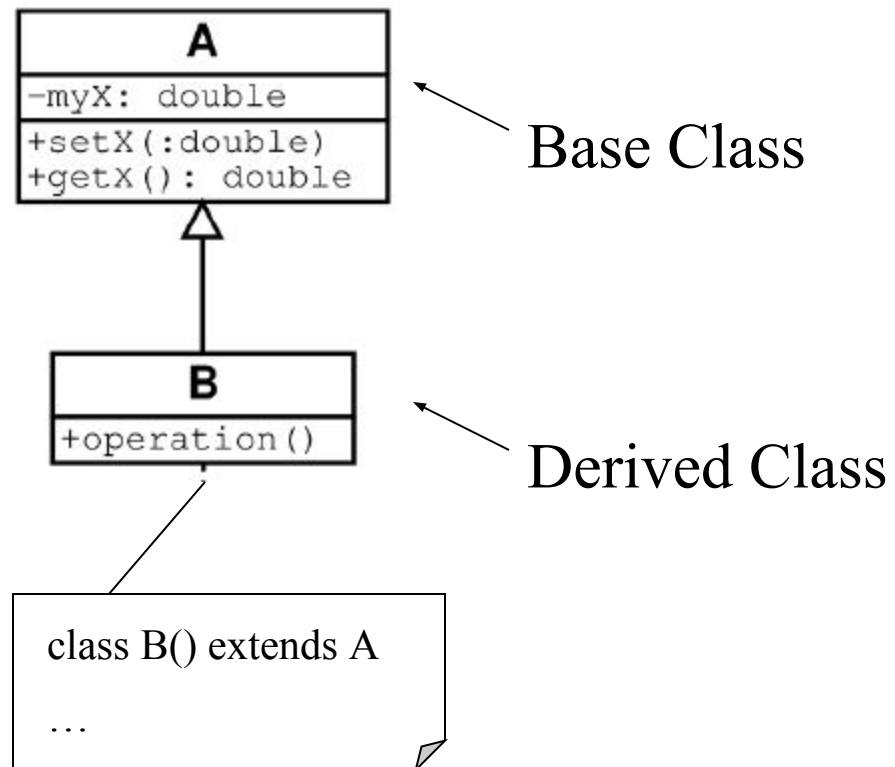 A
-myX: double
+setX(:double)
+getX(): double
Base Class
B
+operation()
Derived Class
class B() extends A
…